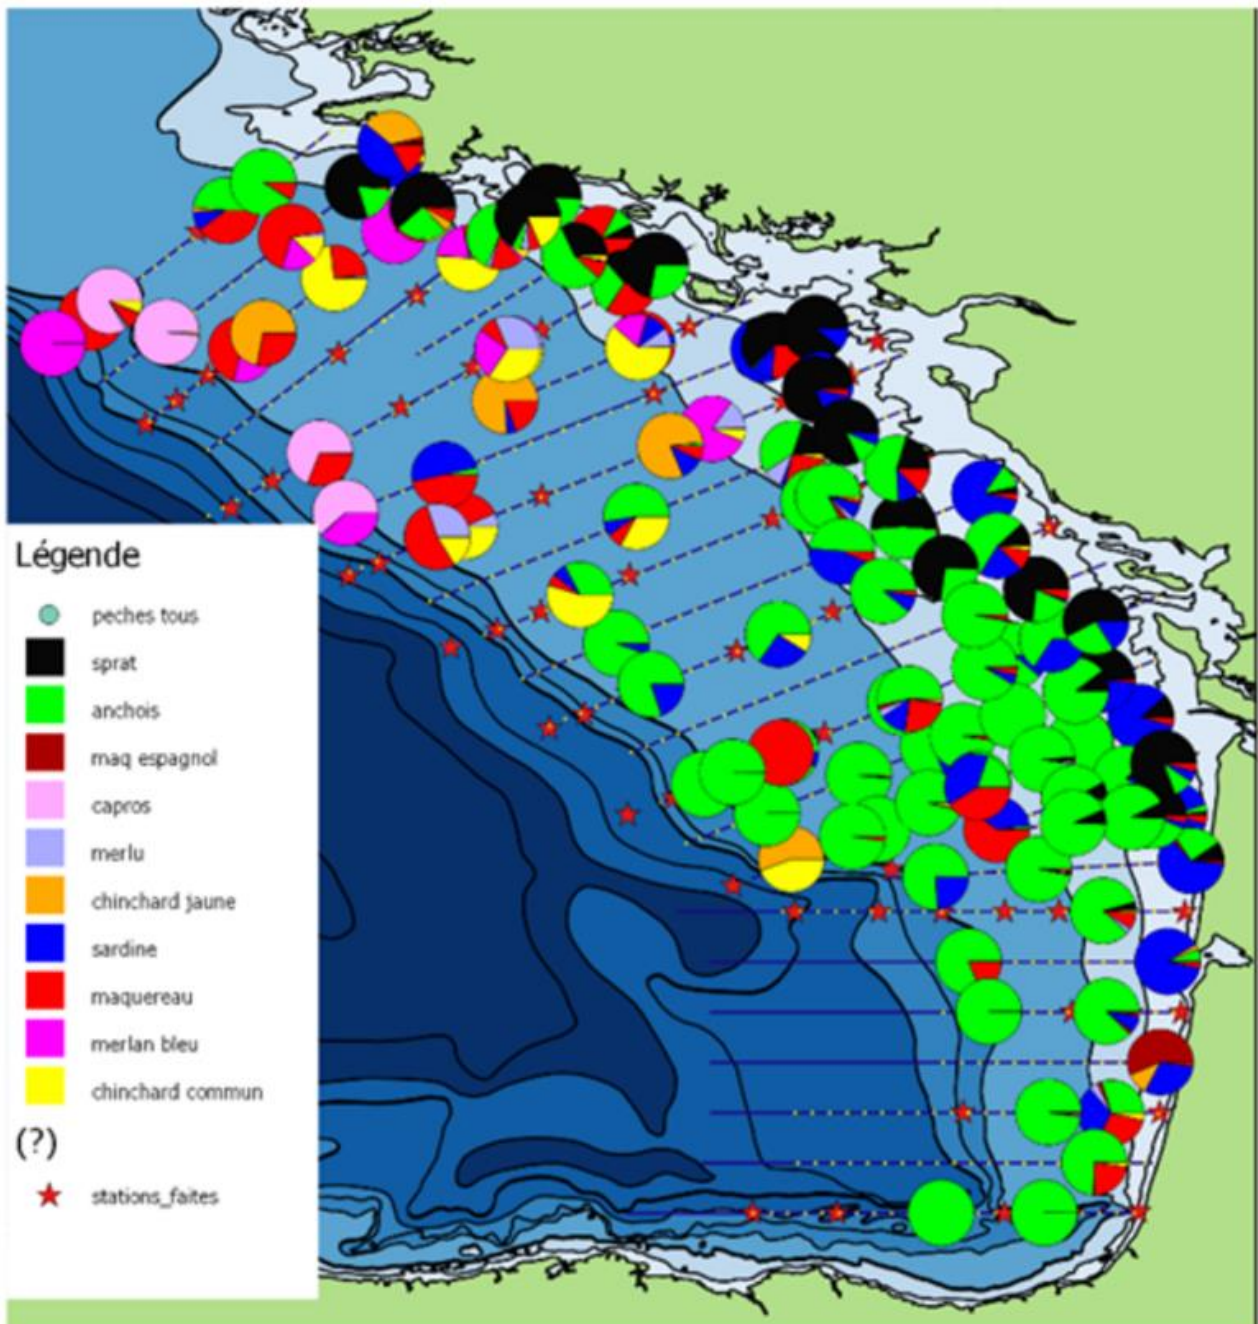 Légende
peches tous
sprat
anchois
maq espagnol
capros
merlu
chinchard jaune
sardine
maquereau
merlan bleu
chinchard commun
(?)
stations_faites